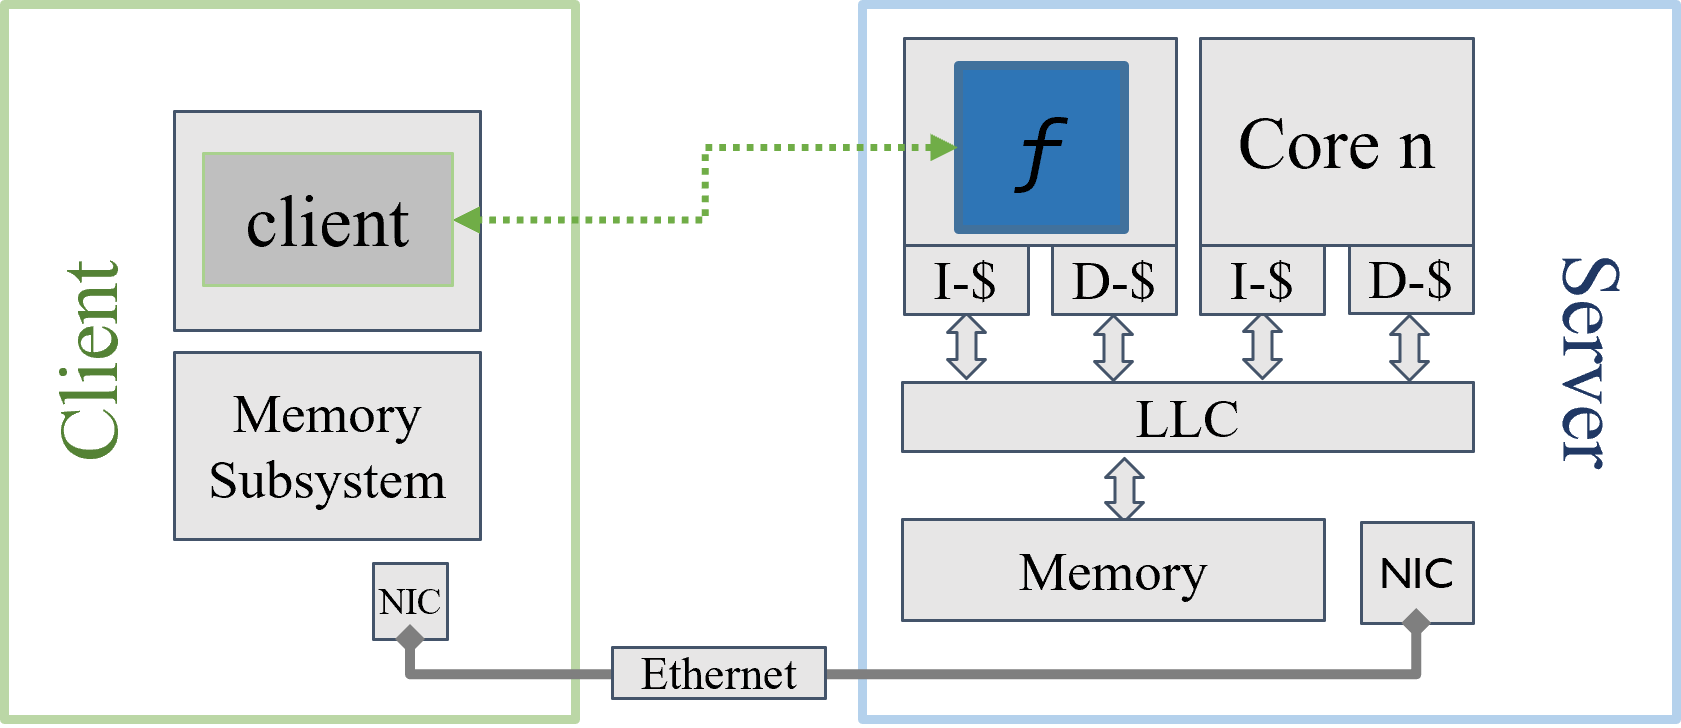 Client
client
Memory
Subsystem
NIC
Ethernet
f
Core n
I-$
D-$
I-$
D-$
LLC
Memory
NIC
Server